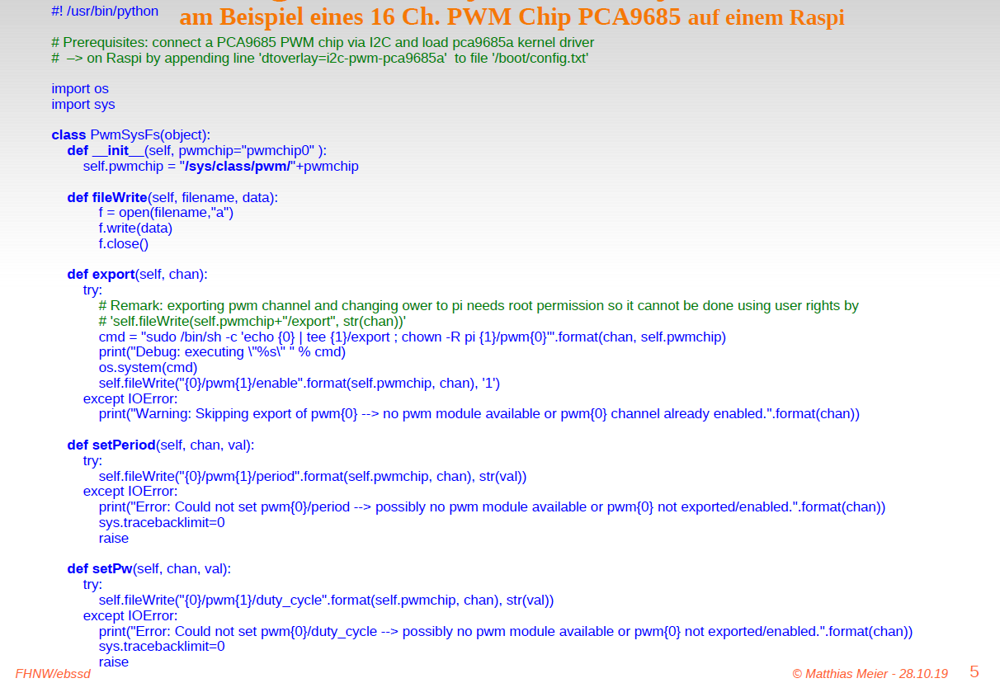 #! /usr/bin/python
am Beispiel eines 16 Ch. PWM Chip PCA9685 auf einem Raspi
# Prerequisites: connect a PCA9685 PWM chip via I2C and load pca9685a kernel driver
#  –> on Raspi by appending line 'dtoverlay=i2c-pwm-pca9685a'  to file '/boot/config.txt'
import os
import sys
class PwmSysFs(object):
def __init__(self, pwmchip="pwmchip0" ):
self.pwmchip = "/sys/class/pwm/"+pwmchip
def fileWrite(self, filename, data):
f = open(filename,"a")
f.write(data)
f.close()
def export(self, chan):
try:
# Remark: exporting pwm channel and changing ower to pi needs root permission so it cannot be done using user rights by
# 'self.fileWrite(self.pwmchip+"/export", str(chan))'
cmd = "sudo /bin/sh -c 'echo {0} | tee {1}/export ; chown -R pi {1}/pwm{0}'".format(chan, self.pwmchip)
print("Debug: executing \"%s\" " % cmd)
os.system(cmd)
self.fileWrite("{0}/pwm{1}/enable".format(self.pwmchip, chan), '1')
except IOError:
print("Warning: Skipping export of pwm{0} --> no pwm module available or pwm{0} channel already enabled.".format(chan))
def setPeriod(self, chan, val):
try:
self.fileWrite("{0}/pwm{1}/period".format(self.pwmchip, chan), str(val))
except IOError:
print("Error: Could not set pwm{0}/period --> possibly no pwm module available or pwm{0} not exported/enabled.".format(chan))
sys.tracebacklimit=0
raise
def setPw(self, chan, val):
try:
self.fileWrite("{0}/pwm{1}/duty_cycle".format(self.pwmchip, chan), str(val))
except IOError:
print("Error: Could not set pwm{0}/duty_cycle --> possibly no pwm module available or pwm{0} not exported/enabled.".format(chan))
sys.tracebacklimit=0
raise
FHNW/ebssd
© Matthias Meier - 28.10.19
5